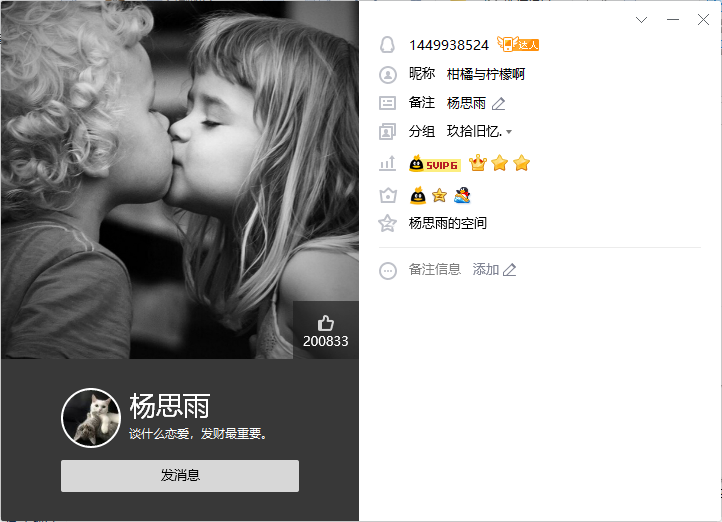 200833
杨思雨
谈什么恋爱，发财最重要。
发消息
1449938524 达人
昵称 柑橘与柠檬啊
备注 杨思雨
分组 玖拾旧忆.
SVIP6
杨思雨的空间
备注信息 添加